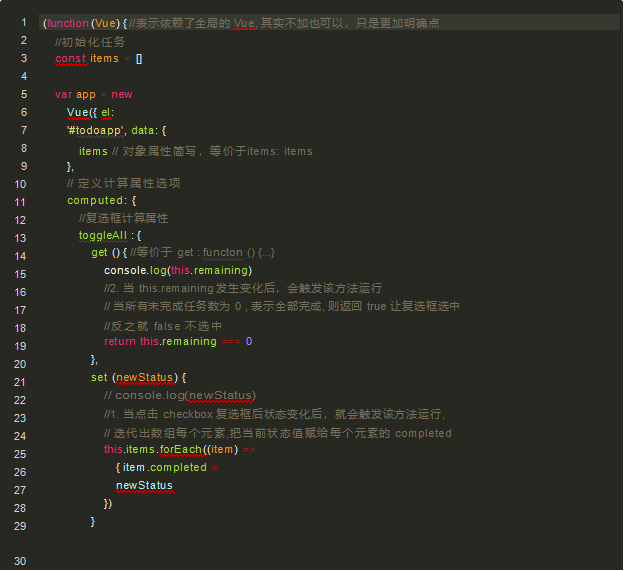 1 (function (Vue) { //表示依赖了全局的 Vue, 其实不加也可以，只是更加明确点
2 //初始化任务
3 const items = []
4
5 var app = new
6 Vue({ el:
7 '#todoapp', data: {
8 items // 对象属性简写，等价于items: items
9 },
10 // 定义计算属性选项
11 computed: {
12 //复选框计算属性
13 toggleAll : {
14 get () { //等价于 get : functon () {...}
15 console.log(this.remaining)
16 //2. 当 this.remaining 发生变化后，会触发该方法运行
17 // 当所有未完成任务数为 0 , 表示全部完成, 则返回 true 让复选框选中
18 //反之就 false 不选中
19 return this.remaining === 0
20 },
21 set (newStatus) {
22 // console.log(newStatus)
23 //1. 当点击 checkbox 复选框后状态变化后，就会触发该方法运行,
24 // 迭代出数组每个元素,把当前状态值赋给每个元素的 completed
25 this.items.forEach((item) =>
26 { item.completed =
27 newStatus
28 })
29 }
30